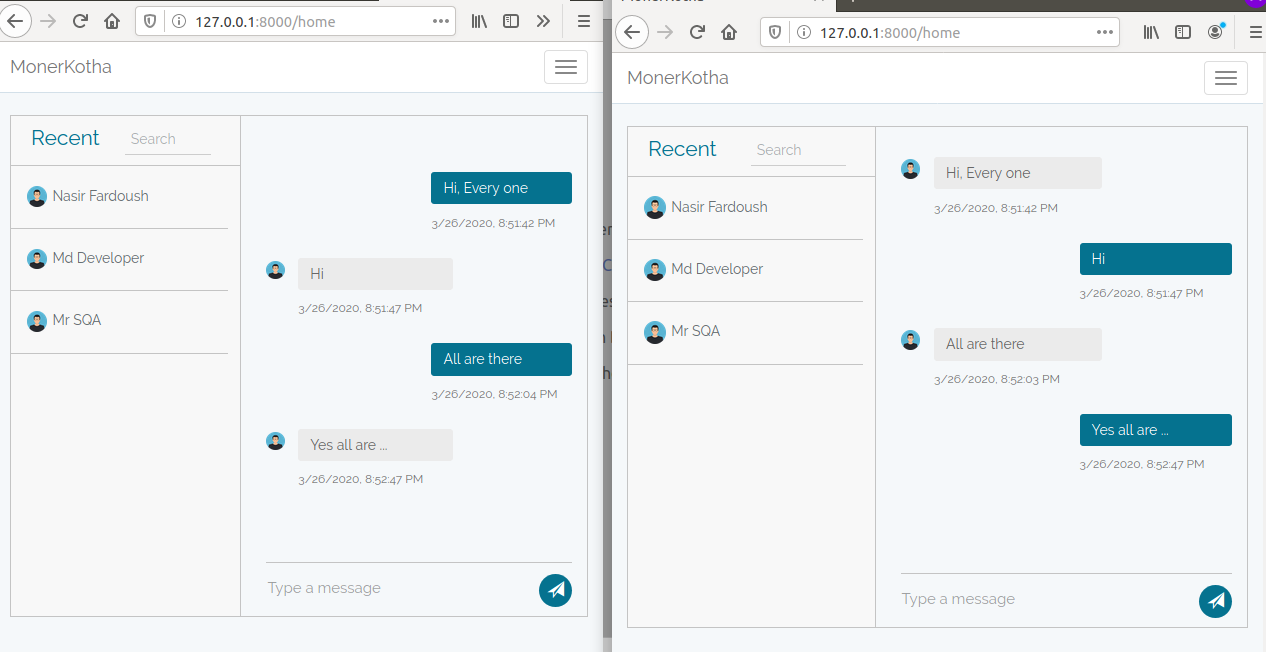 127.0.0.1:8000/home
MonerKotha
Recent Search
Nasir Fardoush
Md Developer
Mr SQA
Hi, Every one
3/26/2020, 8:51:42 PM
Hi
3/26/2020, 8:51:47 PM
All are there
3/26/2020, 8:52:04 PM
Yes all are ...
3/26/2020, 8:52:47 PM
Type a message
127.0.0.1:8000/home
MonerKotha
Recent Search
Nasir Fardoush
Md Developer
Mr SQA
Hi, Every one
3/26/2020, 8:51:42 PM
Hi
3/26/2020, 8:51:47 PM
All are there
3/26/2020, 8:52:03 PM
Yes all are ...
3/26/2020, 8:52:47 PM
Type a message